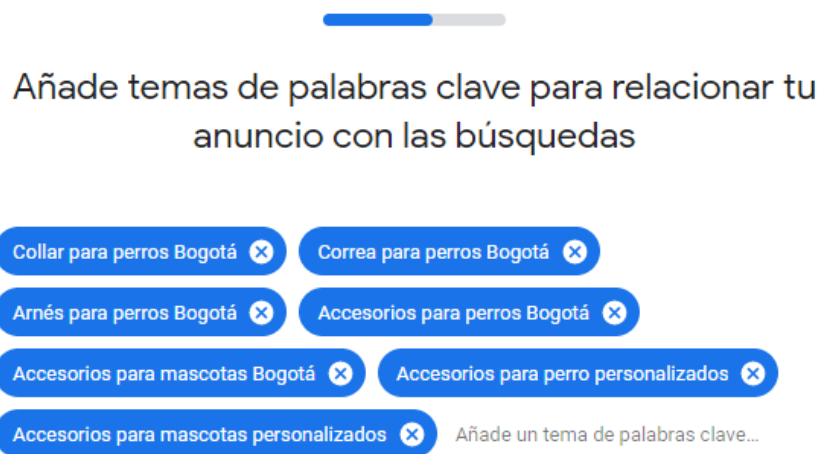 Añade temas de palabras clave para relacionar tu
anuncio con las búsquedas
Collar para perros Bogotá
Correa para perros Bogotá
Arnés para perros Bogotá
Accesorios para perros Bogotá
Accesorios para mascotas Bogotá
Accesorios para perro personalizados
Accesorios para mascotas personalizados
Añade un tema de palabras clave...